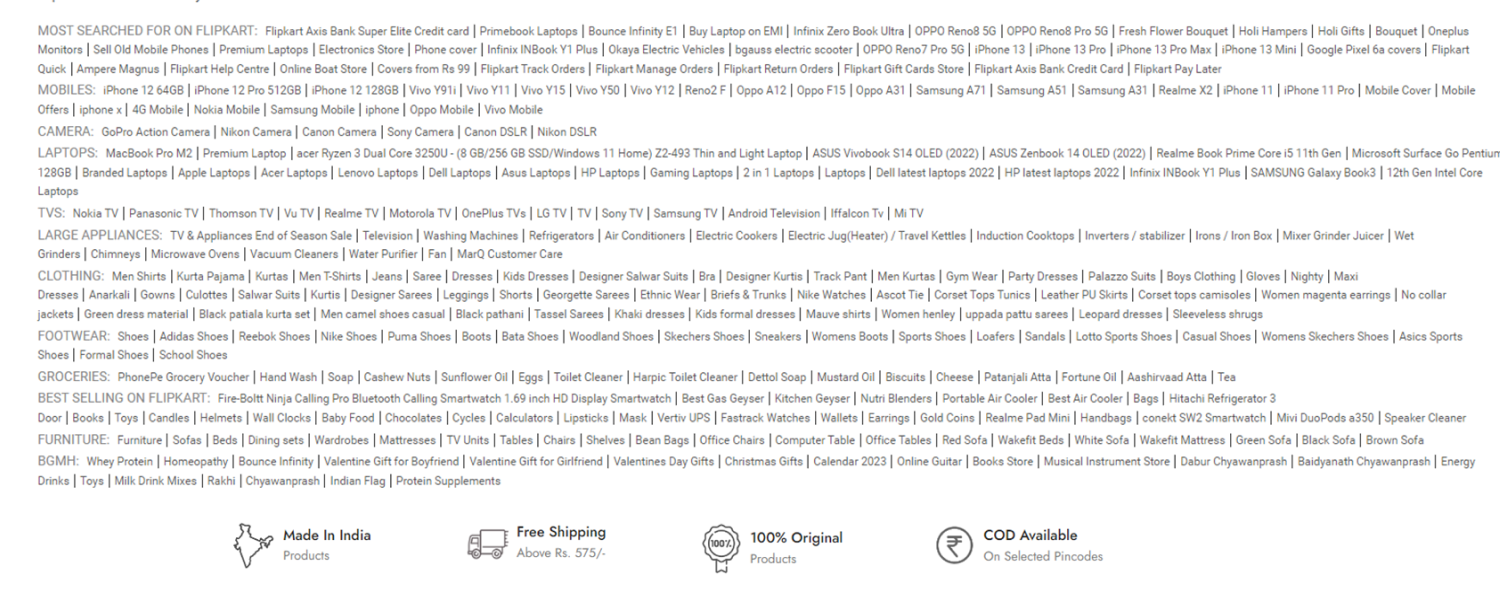 MOST SEARCHED FOR ON FLIPKART: Flipkart Axis Bank Super Elite Credit card | Primebook Laptops | Bounce Infinity E1 | Buy Laptop on EMI | Infinix Zero Book Ultra | OPPO Reno8 5G | OPPO Reno8 Pro 5G | Fresh Flower Bouquet | Holi Hampers | Holi Gifts | Bouquet | Oneplus
Monitors | Sell Old Mobile Phones | Premium Laptops | Electronics Store | Phone cover | Infinix INBook Y1 Plus | Okaya Electric Vehicles | bgauss electric scooter | OPPO Reno7 Pro 5G | iPhone 13 | iPhone 13 Pro | iPhone 13 Pro Max | iPhone 13 Mini | Google Pixel 6a covers | Flipkart
Quick | Ampere Magnus | Flipkart Help Centre | Online Boat Store | Covers from Rs 99 | Flipkart Track Orders | Flipkart Manage Orders | Flipkart Return Orders | Flipkart Gift Cards Store | Flipkart Axis Bank Credit Card | Flipkart Pay Later
MOBILES: iPhone 12 64GB | iPhone 12 Pro 512GB | iPhone 12 128GB | Vivo Y91i | Vivo Y11 | Vivo Y15 | Vivo Y50 | Vivo Y12 | Reno2 F | Oppo A12 | Oppo F15 | Oppo A31 | Samsung A71 | Samsung A51 | Samsung A31 | Realme X2 | iPhone 11 | iPhone 11 Pro | Mobile Cover | Mobile
Offers | iphone x | 4G Mobile | Nokia Mobile | Samsung Mobile | iphone | Oppo Mobile | Vivo Mobile
CAMERA: GoPro Action Camera | Nikon Camera | Canon Camera | Sony Camera | Canon DSLR | Nikon DSLR
LAPTOPS: MacBook Pro M2 | Premium Laptop | acer Ryzen 3 Dual Core 3250U - (8 GB/256 GB SSD/Windows 11 Home) Z2-493 Thin and Light Laptop | ASUS Vivobook S14 OLED (2022) | ASUS Zenbook 14 OLED (2022) | Realme Book Prime Core i5 11th Gen | Microsoft Surface Go Pentium
128GB | Branded Laptops | Apple Laptops | Acer Laptops | Lenovo Laptops | Dell Laptops | Asus Laptops | HP Laptops | Gaming Laptops | 2 in 1 Laptops | Laptops | Dell latest laptops 2022 | HP latest laptops 2022 | Infinix INBook Y1 Plus | SAMSUNG Galaxy Book3 | 12th Gen Intel Core
Laptops
TVS: Nokia TV | Panasonic TV | Thomson TV | Vu TV | Realme TV | Motorola TV | OnePlus TVs | LG TV | TV | Sony TV | Samsung TV | Android Television | Iffalcon Tv | Mi TV
LARGE APPLIANCES: TV & Appliances End of Season Sale | Television | Washing Machines | Refrigerators | Air Conditioners | Electric Cookers | Electric Jug(Heater) / Travel Kettles | Induction Cooktops | Inverters / stabilizer | Irons / Iron Box | Mixer Grinder Juicer | Wet
Grinders | Chimneys | Microwave Ovens | Vacuum Cleaners | Water Purifier | Fan | MarQ Customer Care
CLOTHING: Men Shirts | Kurta Pajama | Kurtas | Men T-Shirts | Jeans | Saree | Dresses | Kids Dresses | Designer Salwar Suits | Bra | Designer Kurtis | Track Pant | Men Kurtas | Gym Wear | Party Dresses | Palazzo Suits | Boys Clothing | Gloves | Nighty | Maxi
Dresses | Anarkali | Gowns | Culottes | Salwar Suits | Kurtis | Designer Sarees | Leggings | Shorts | Georgette Sarees | Ethnic Wear | Briefs & Trunks | Nike Watches | Ascot Tie | Corset Tops Tunics | Leather PU Skirts | Corset tops camisoles | Women magenta earrings | No collar
jackets | Green dress material | Black patiala kurta set | Men camel shoes casual | Black pathani | Tassel Sarees | Khaki dresses | Kids formal dresses | Mauve shirts | Women henley | uppada pattu sarees | Leopard dresses | Sleeveless shrugs
FOOTWEAR: Shoes | Adidas Shoes | Reebok Shoes | Nike Shoes | Puma Shoes | Boots | Bata Shoes | Woodland Shoes | Skechers Shoes | Sneakers | Womens Boots | Sports Shoes | Loafers | Sandals | Lotto Sports Shoes | Casual Shoes | Womens Skechers Shoes | Asics Sports
Shoes | Formal Shoes | School Shoes
GROCERIES: PhonePe Grocery Voucher | Hand Wash | Soap | Cashew Nuts | Sunflower Oil | Eggs | Toilet Cleaner | Harpic Toilet Cleaner | Dettol Soap | Mustard Oil | Biscuits | Cheese | Patanjali Atta | Fortune Oil | Aashirvaad Atta | Tea
BEST SELLING ON FLIPKART: Fire-Boltt Ninja Calling Pro Bluetooth Calling Smartwatch 1.69 inch HD Display Smartwatch | Best Gas Geyser | Kitchen Geyser | Nutri Blenders | Portable Air Cooler | Best Air Cooler | Bags | Hitachi Refrigerator 3
Door | Books | Toys | Candles | Helmets | Wall Clocks | Baby Food | Chocolates | Cycles | Calculators | Lipsticks | Mask | Vertiv UPS | Fastrack Watches | Wallets | Earrings | Gold Coins | Realme Pad Mini | Handbags | conekt SW2 Smartwatch | Mivi DuoPods a350 | Speaker Cleaner
FURNITURE: Furniture | Sofas | Beds | Dining sets | Wardrobes | Mattresses | TV Units | Tables | Chairs | Shelves | Bean Bags | Office Chairs | Computer Table | Office Tables | Red Sofa | Wakefit Beds | White Sofa | Wakefit Mattress | Green Sofa | Black Sofa | Brown Sofa
BGMH: Whey Protein | Homeopathy | Bounce Infinity | Valentine Gift for Boyfriend | Valentine Gift for Girlfriend | Valentines Day Gifts | Christmas Gifts | Calendar 2023 | Online Guitar | Books Store | Musical Instrument Store | Dabur Chyawanprash | Baidyanath Chyawanprash | Energy
Drinks | Toys | Milk Drink Mixes | Rakhi | Chyawanprash | Indian Flag | Protein Supplements
Made In India
Products
Free Shipping
Above Rs. 575/-
100%
100% Original
Products
₹
COD Available
On Selected Pincodes